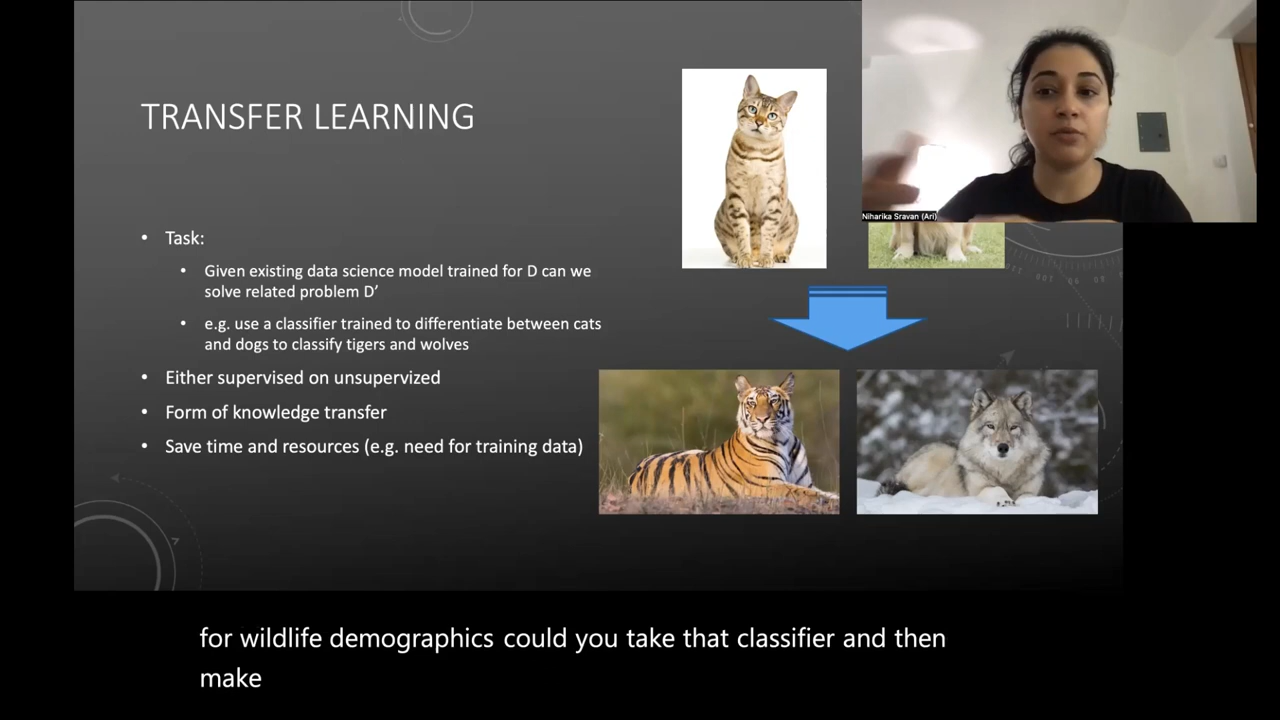 TRANSFER LEARNING
• Task:
• Given existing data science model trained for D can we
solve related problem D’
• e.g. use a classifier trained to differentiate between cats
and dogs to classify tigers and wolves
• Either supervised on unsupervized
• Form of knowledge transfer
• Save time and resources (e.g. need for training data)
Niharika Sravan (Ari)
for wildlife demographics could you take that classifier and then
make